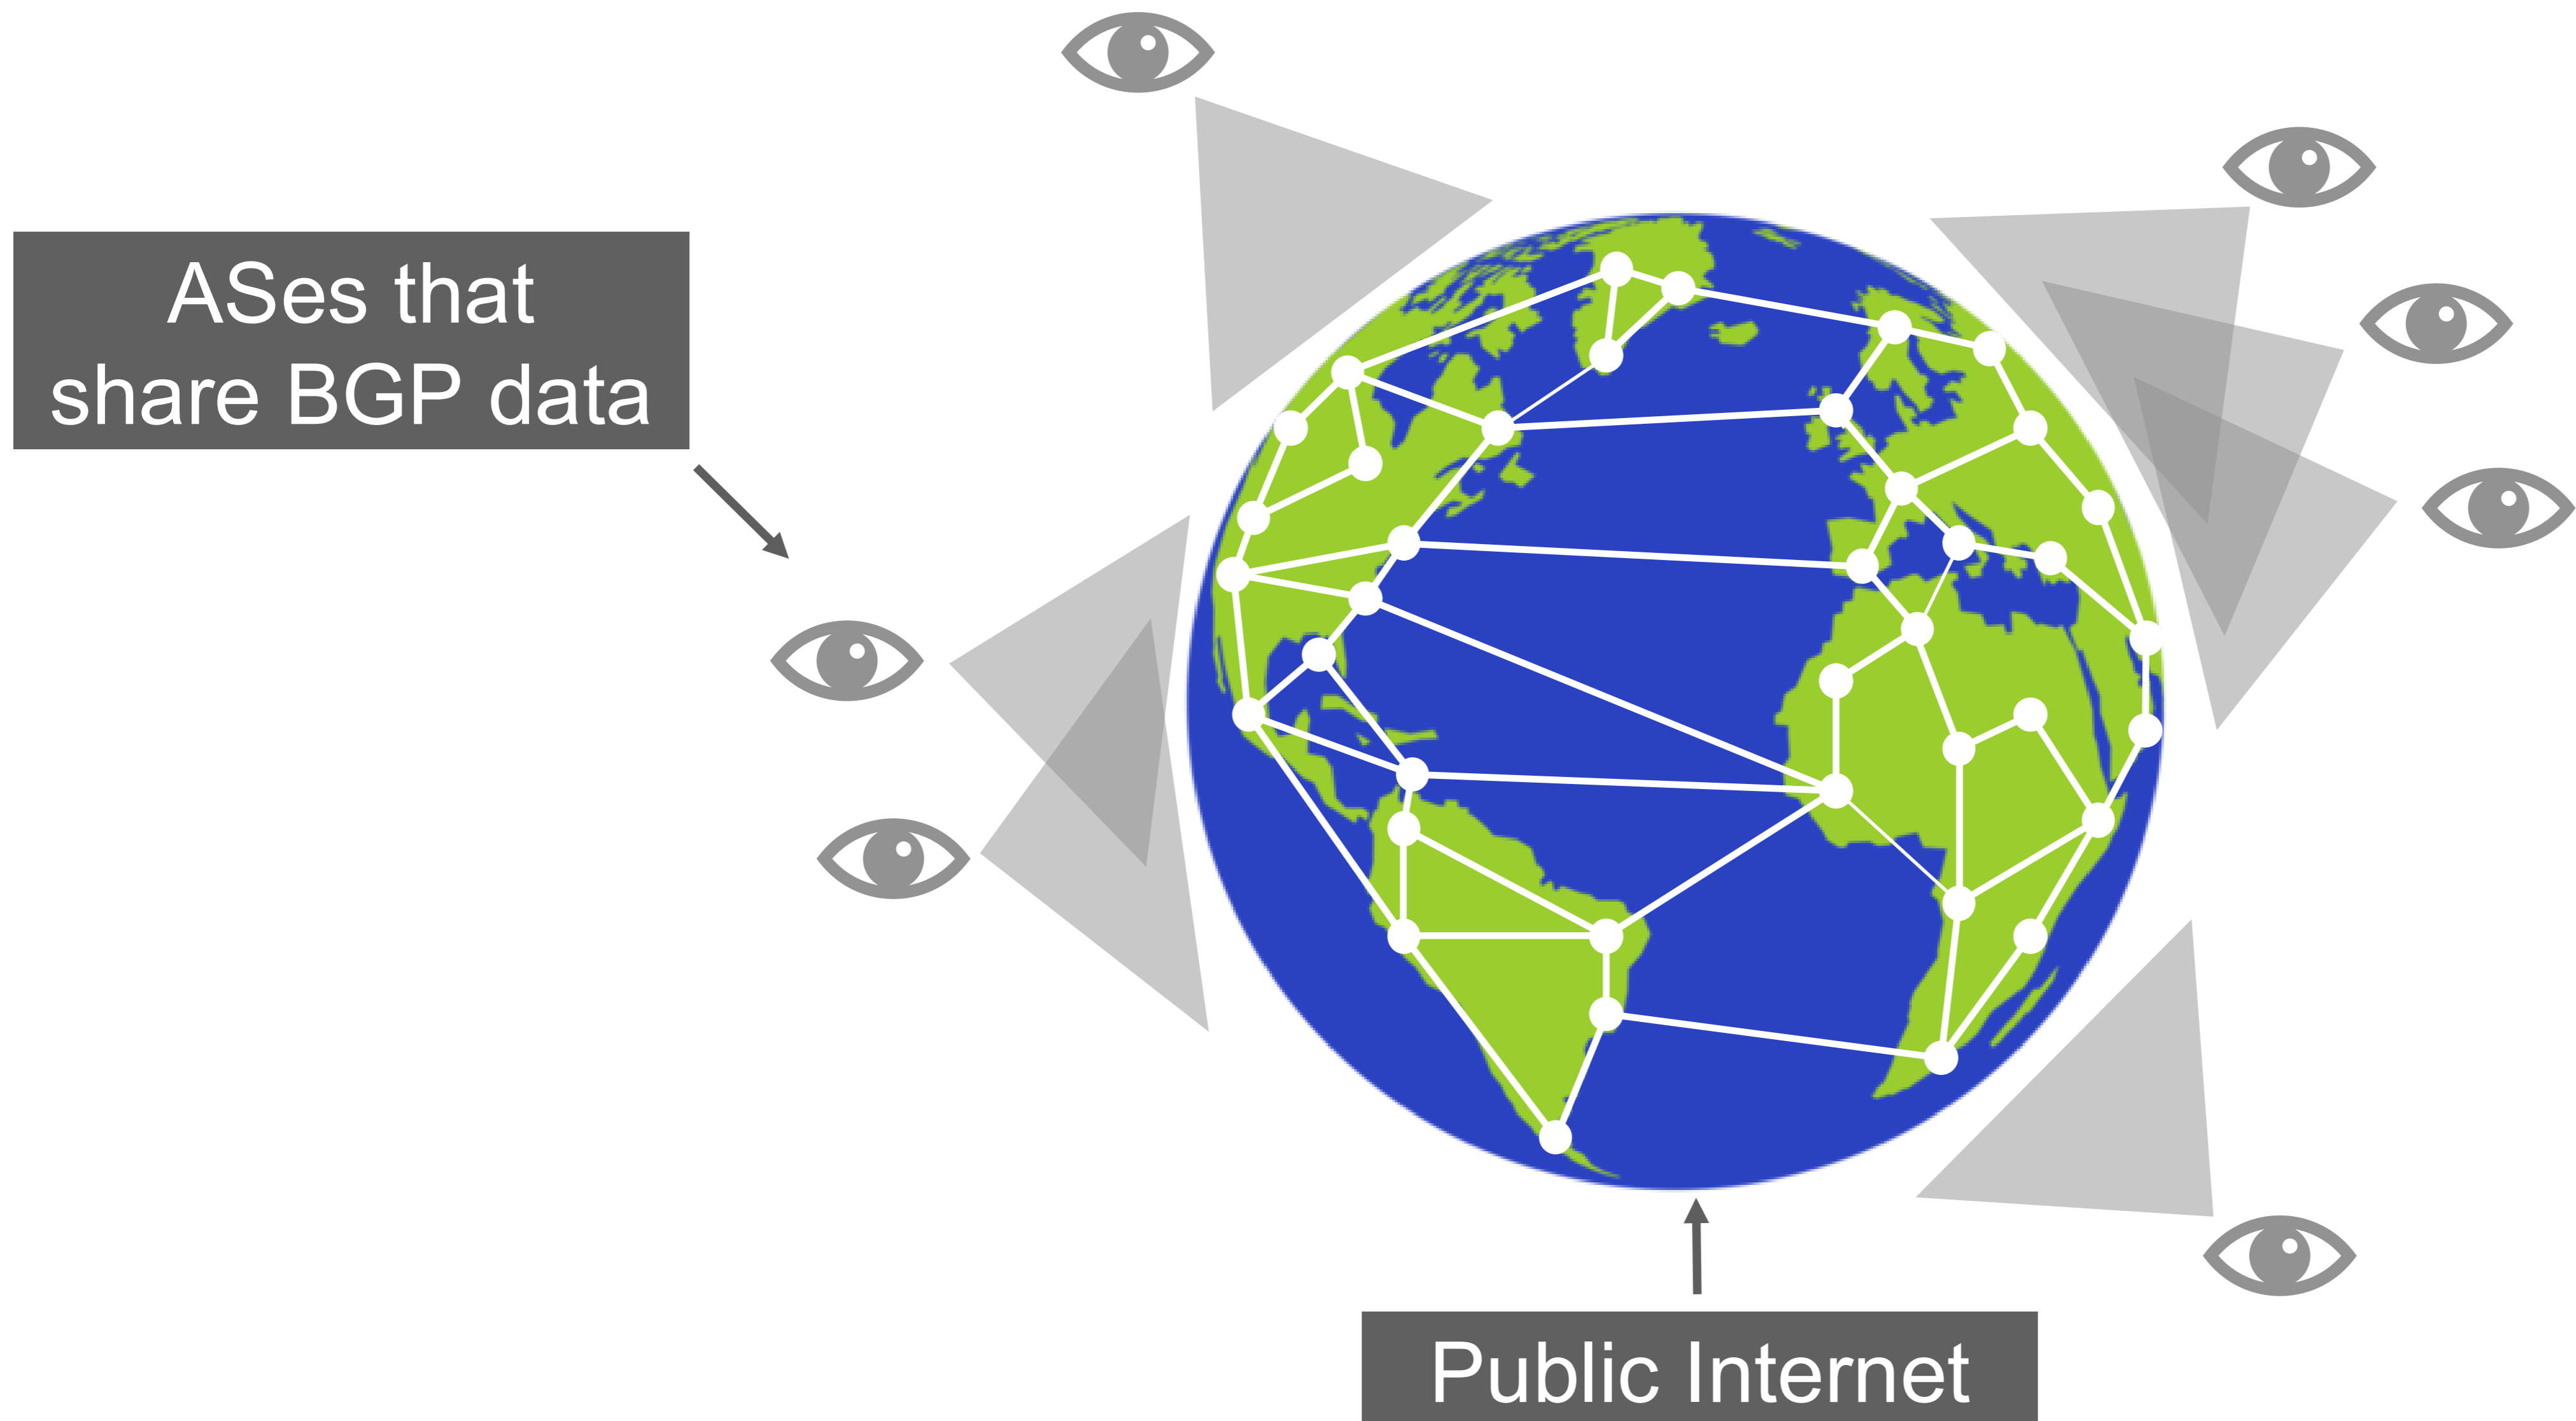 ASes that
share BGP data
Public Internet